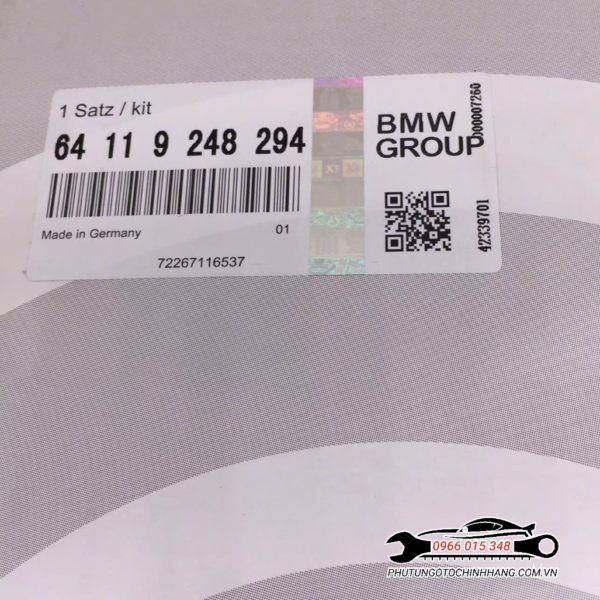 1 Satz / kit
64 11 9 248 294
Made in Germany
01
72267116537
BMW
GROUP
000007260
42339701
0966 015 348
PHUTUNGOTOCHINHHANG.COM.VN